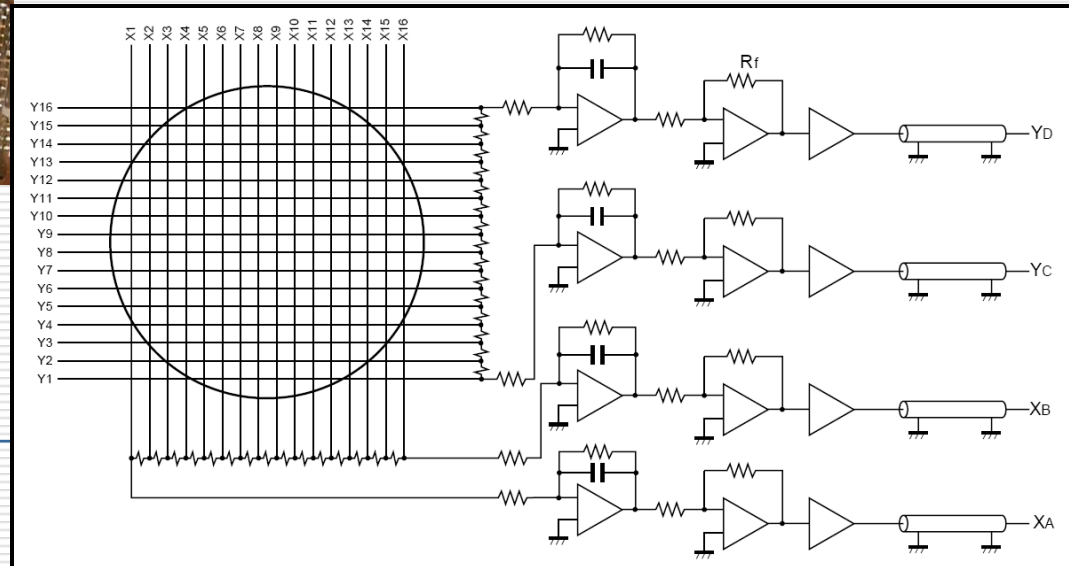 X1 X2 X3 X4 X5 X6 X7 X8 X9 X10 X11 X12 X13 X14 X15 X16
Rf
Y16
YD
Y15
Y14
Y13
Y12
Y11
Y10
Y9
Y8
YC
Y7
Y6
Y5
Y4
Y3
Y2
Y1
XB
XA